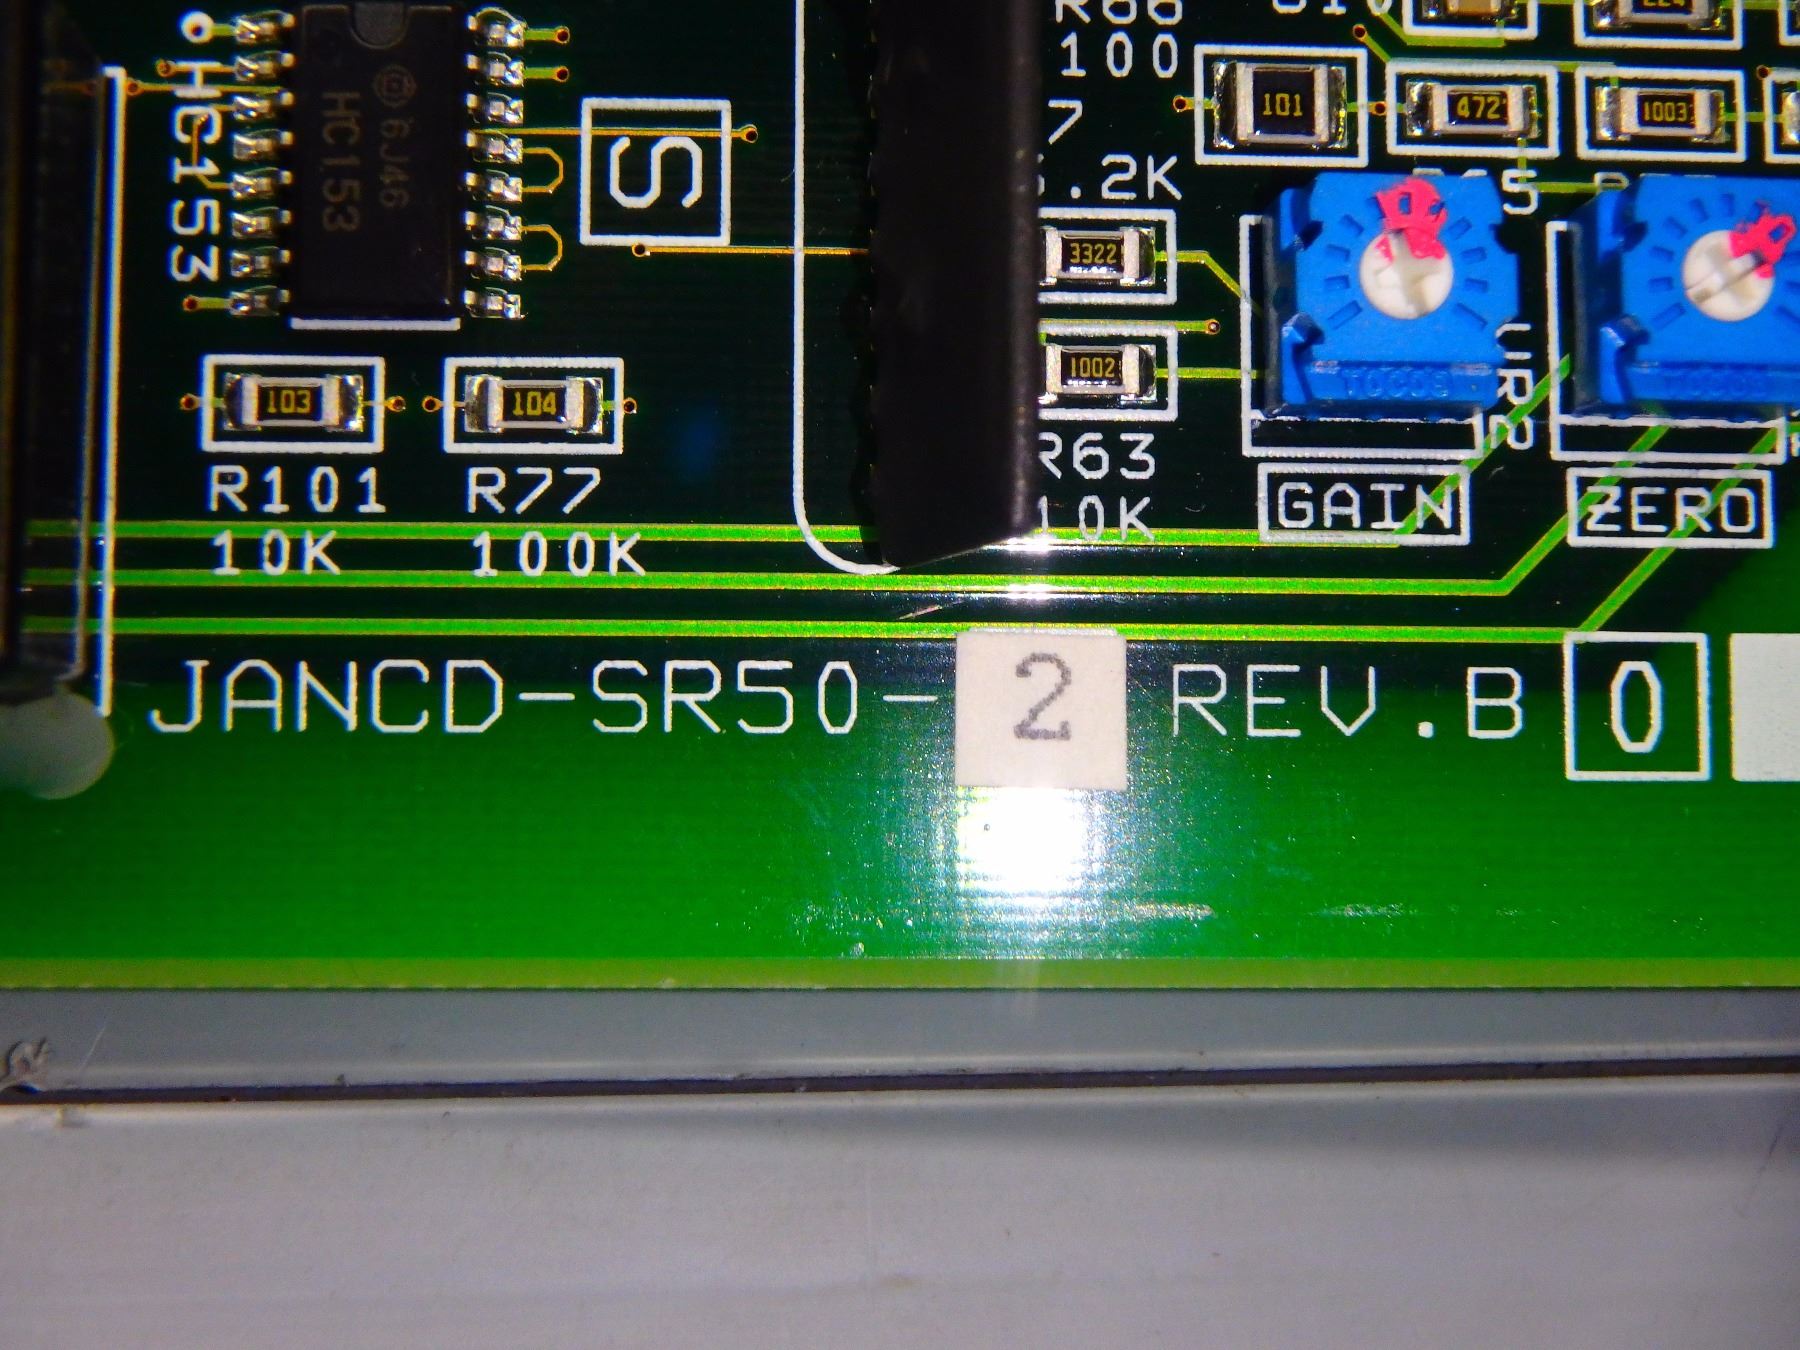 R66
100
101
472
1003
6J46
HC153
HC153
S
.2K
3322
1002
103
104
TOCOS
R101
10K
R77
100K
R63
10K
GAIN
ZERO
JANCD-SR50-2 REV.B 0